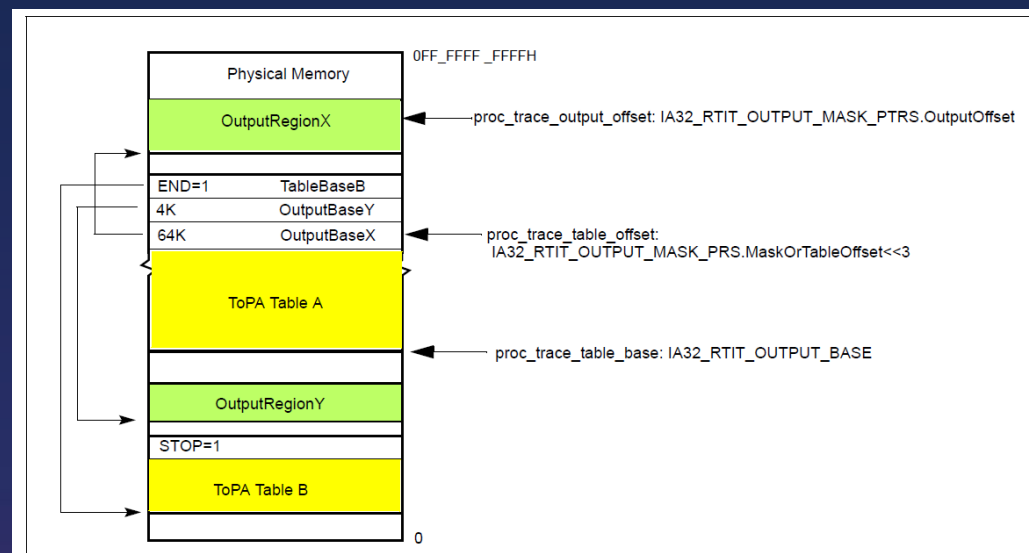 0FF_FFFF _FFFFH
Physical Memory
OutputRegionX
proc_trace_output_offset: IA32_RTIT_OUTPUT_MASK_PTRS.OutputOffset
END=1 TableBaseB
4K OutputBaseY
64K OutputBaseX
proc_trace_table_offset:
IA32_RTIT_OUTPUT_MASK_PRS.MaskOrTableOffset<<3
ToPA Table A
proc_trace_table_base: IA32_RTIT_OUTPUT_BASE
OutputRegionY
STOP=1
ToPA Table B
0